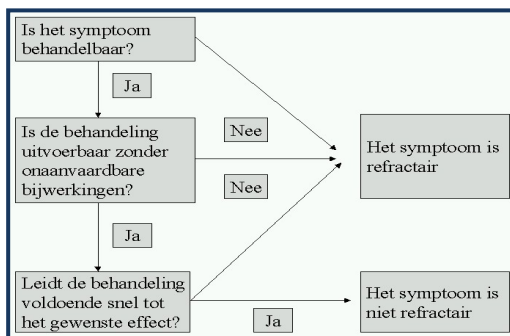 Is het symptoom
behandelbaar?
Ja
Nee
Is de behandeling
uitvoerbaar zonder
onaanvaardbare
bijwerkingen?
Het symptoom is
refractair
Nee
Ja
Leidt de behandeling
voldoende snel tot
het gewenste effect?
Ja
Het symptoom is
niet refractair